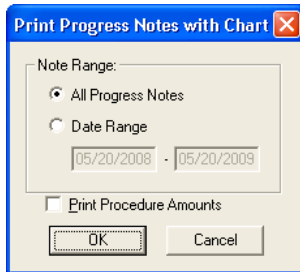 Print Progress Notes with Chart
Note Range:
All Progress Notes
Date Range
05/20/2008 - 05/20/2009
Print Procedure Amounts
OK Cancel